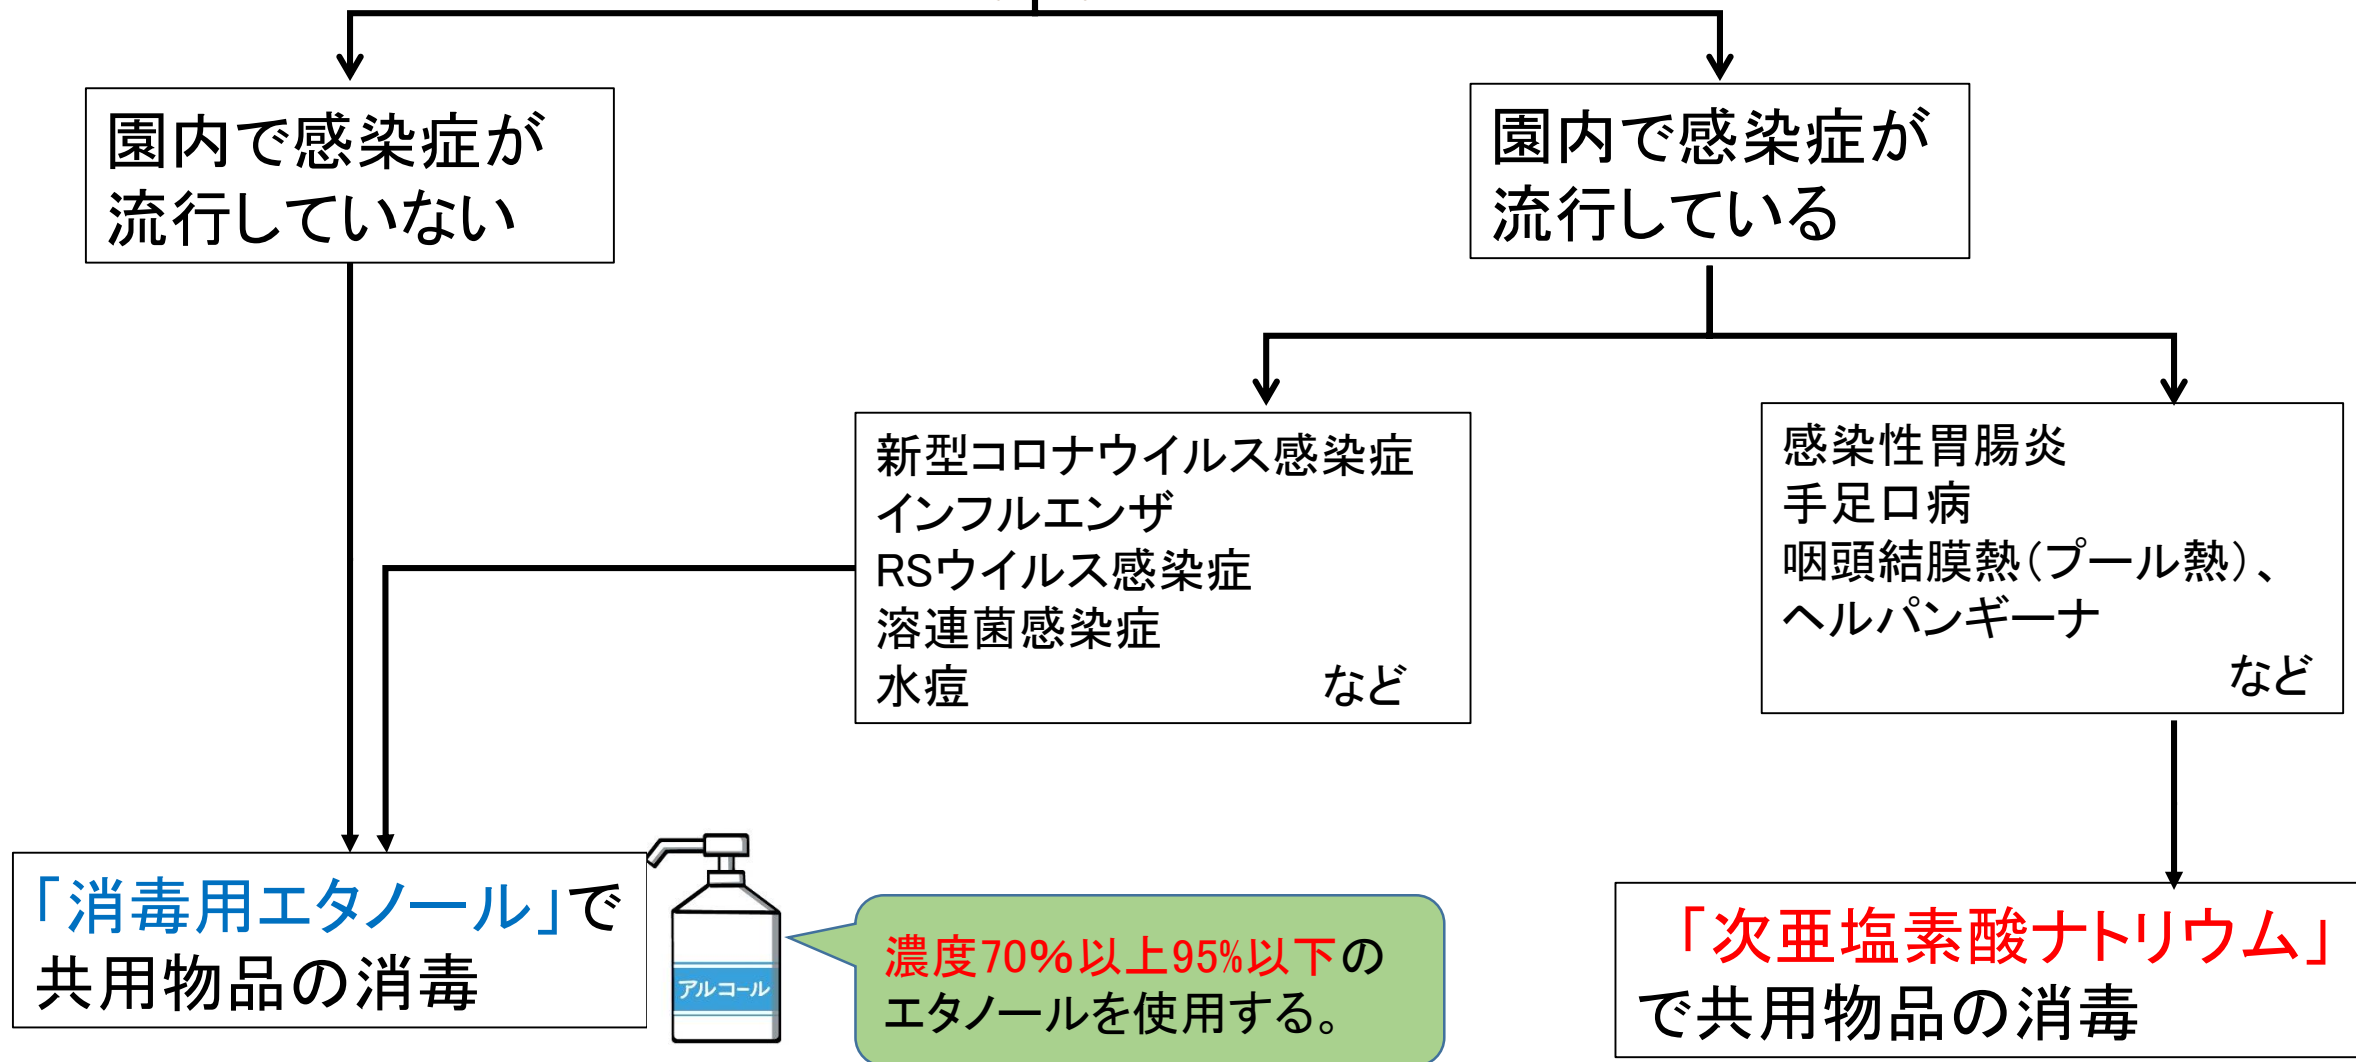 園内で感染症が
流行していない
園内で感染症が
流行している
新型コロナウイルス感染症
インフルエンザ
RSウイルス感染症
溶連菌感染症
水痘 など
感染性胃腸炎
手足口病
咽頭結膜熱(プール熱)、
ヘルパンギーナ
など
「消毒用エタノール」で
共用物品の消毒
アルコール
濃度70%以上95%以下の
エタノールを使用する。
「次亜塩素酸ナトリウム」
で共用物品の消毒